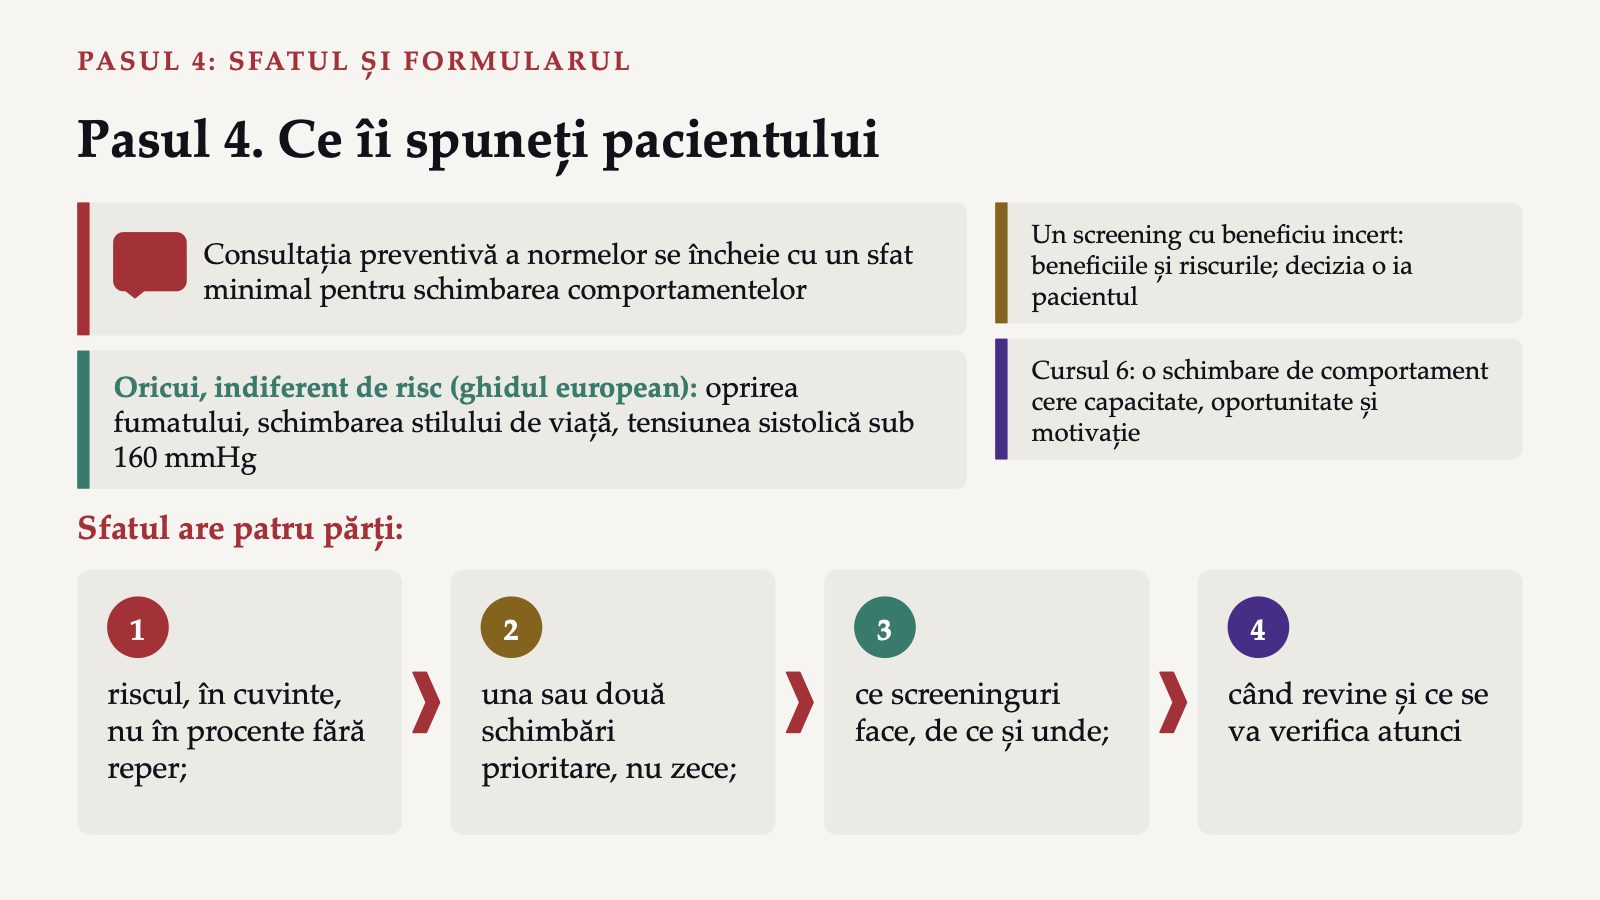 PASUL 4: SFATUL ȘI FORMULARUL
Pasul 4. Ce îi spuneți pacientului
Consultația preventivă a normelor se încheie cu un sfat
minimal pentru schimbarea comportamentelor
Oricui, indiferent de risc (ghidul european): oprirea
fumatului, schimbarea stilului de viață, tensiunea sistolică sub
160 mmHg
Un screening cu beneficiu incert:
beneficiile și riscurile; decizia o ia
pacientul
Cursul 6: o schimbare de comportament
cere capacitate, oportunitate și
motivație
Sfatul are patru părți:
1
riscul, în cuvinte,
nu în procente fără
reper;
2
una sau două
schimbări
prioritare, nu zece;
3
ce screeninguri
face, de ce și unde;
4
când revine și ce se
va verifica atunci